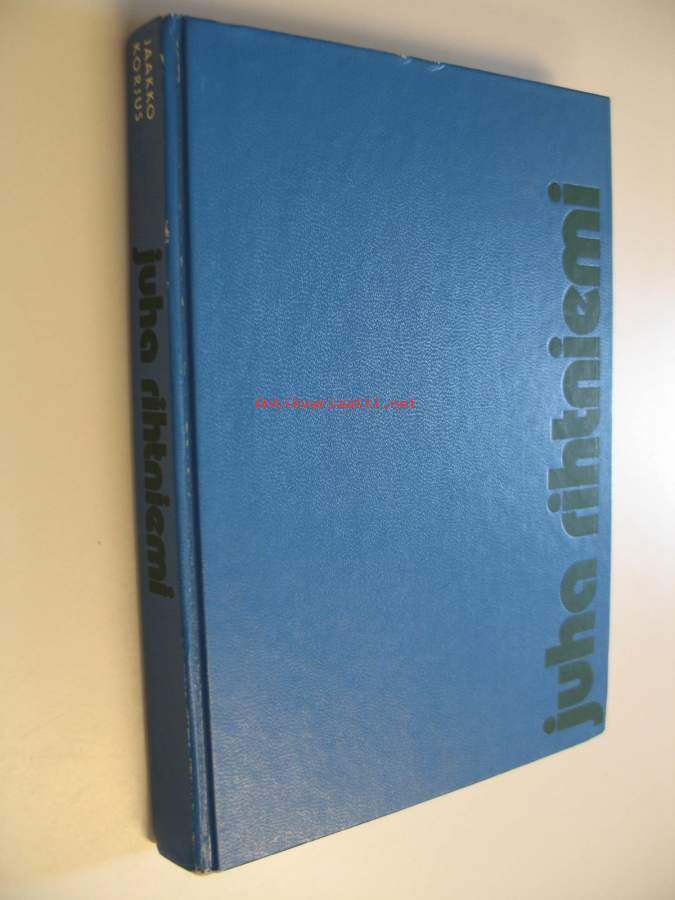 JAAKKO
KORJUS
juha rihtniemi
juha rihtniemi
antikvariaatti.net